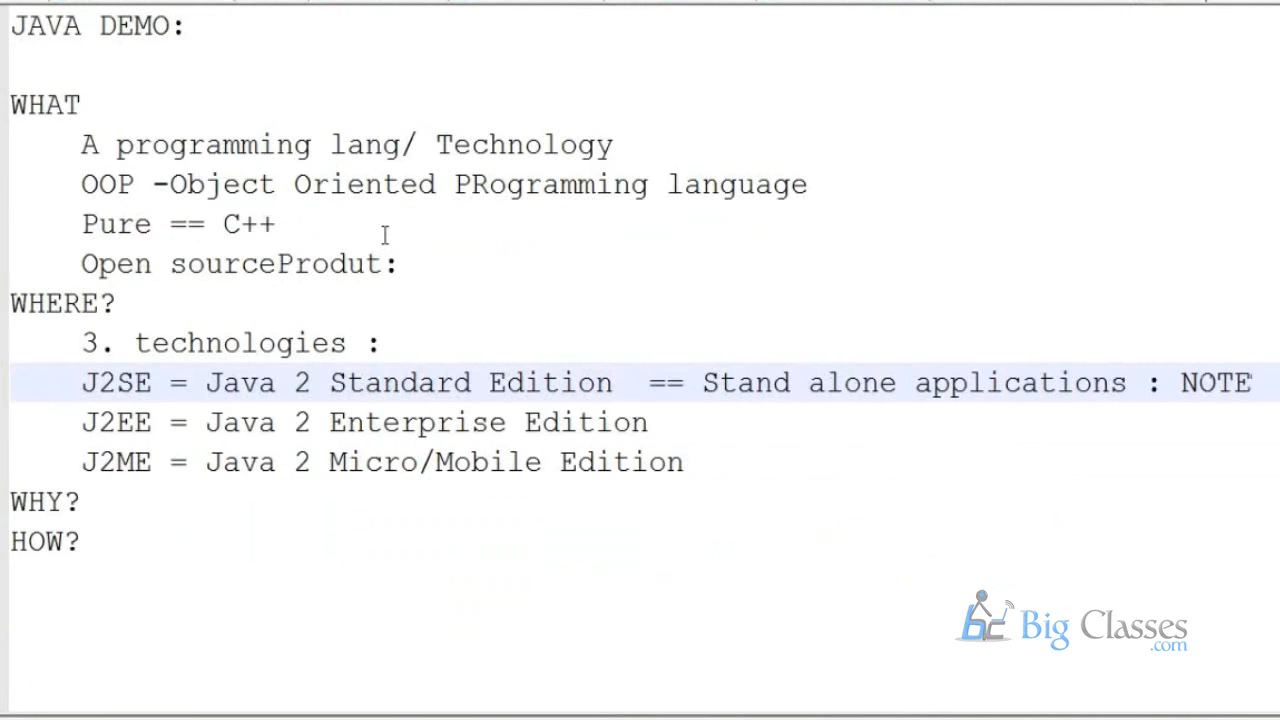 JAVA DEMO:
WHAT
A programming lang/ Technology
OOP -Object Oriented PRogramming language
Pure == C++
Open sourceProdut:
WHERE?
3. technologies :
J2SE = Java 2 Standard Edition  == Stand alone applications : NOTE
J2EE = Java 2 Enterprise Edition
J2ME = Java 2 Micro/Mobile Edition
WHY?
HOW?
bc Big Classes
.com